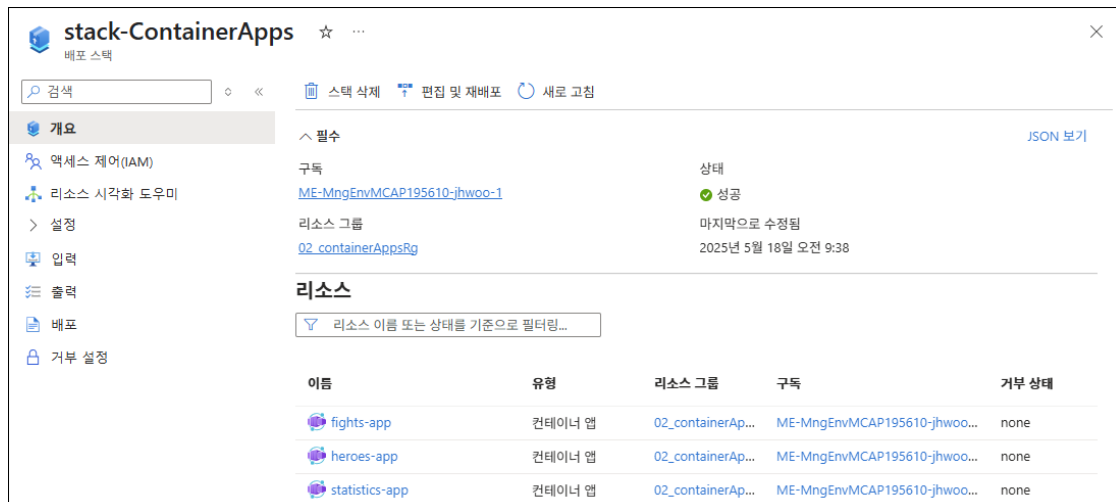 stack-ContainerApps
배포 스택
검색
스택 삭제
편집 및 재배포
새로 고침
개요
액세스 제어(IAM)
리소스 시각화 도우미
설정
입력
출력
배포
거부 설정
필수
JSON 보기
구독
ME-MngEnvMCAP195610-jhwoo-1
상태
성공
리소스 그룹
02_containerAppsRg
마지막으로 수정됨
2025년 5월 18일 오전 9:38
리소스
리소스 이름 또는 상태를 기준으로 필터링...
이름 유형 리소스 그룹 구독 거부 상태
fights-app 컨테이너 앱 02_containerAp... ME-MngEnvMCAP195610-jhwoo... none
heroes-app 컨테이너 앱 02_containerAp... ME-MngEnvMCAP195610-jhwoo... none
statistics-app 컨테이너 앱 02_containerAp... ME-MngEnvMCAP195610-jhwoo... none